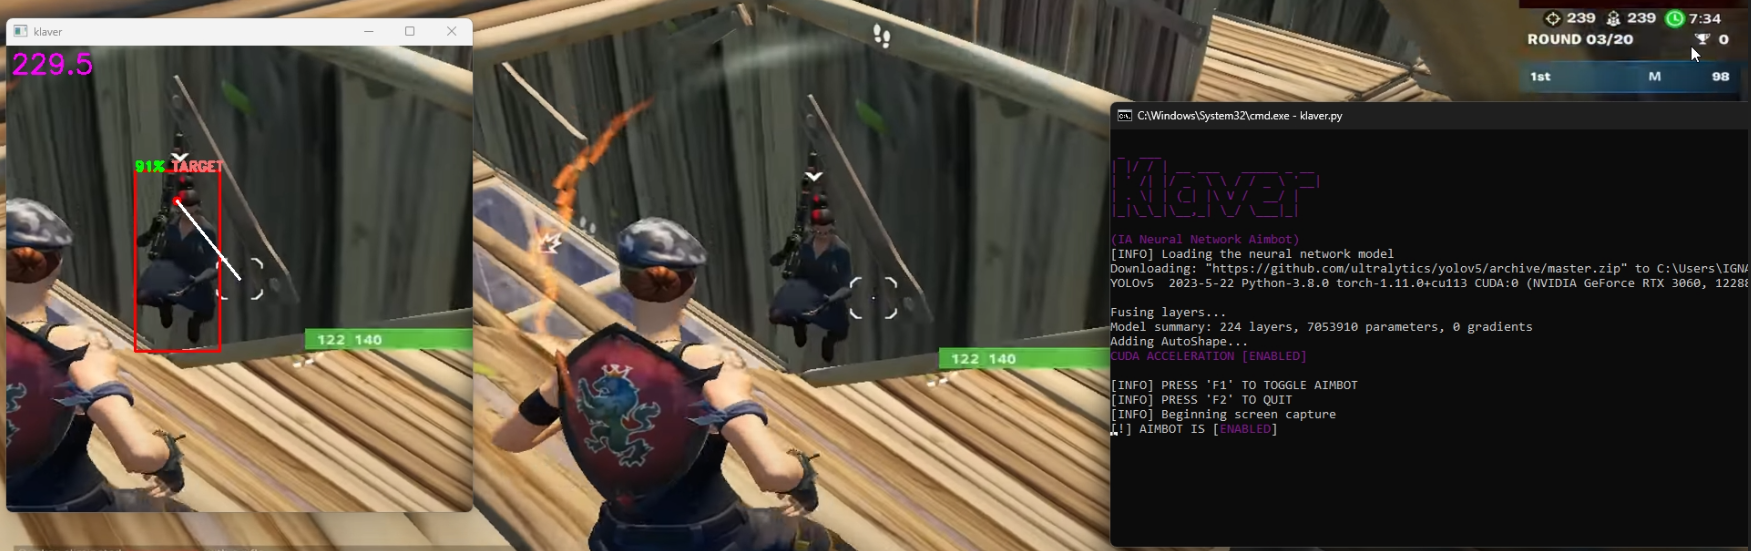 klaver
229.5
91% TARGET
122 140
122 140
239 239 7:34
ROUND 03/20 0
1st M 98
C:\Windows\System32\cmd.exe - klaver.py
Klaver
(IA Neural Network Aimbot)
[INFO] Loading the neural network model
Downloading: "https://github.com/ultralytics/yolov5/archive/master.zip" to C:\Users\IGNA
YOLOv5 2023-5-22 Python-3.8.0 torch-1.11.0+cu113 CUDA:0 (NVIDIA GeForce RTX 3060, 12288
Fusing layers...
Model summary: 224 layers, 7053910 parameters, 0 gradients
Adding AutoShape...
CUDA ACCELERATION [ENABLED]
[INFO] PRESS 'F1' TO TOGGLE AIMBOT
[INFO] PRESS 'F2' TO QUIT
[INFO] Beginning screen capture
[!] AIMBOT IS [ENABLED]